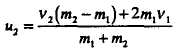 u₂ = (v₂(m₂ − m₁) + 2m₁v₁) / (m₁ + m₂)